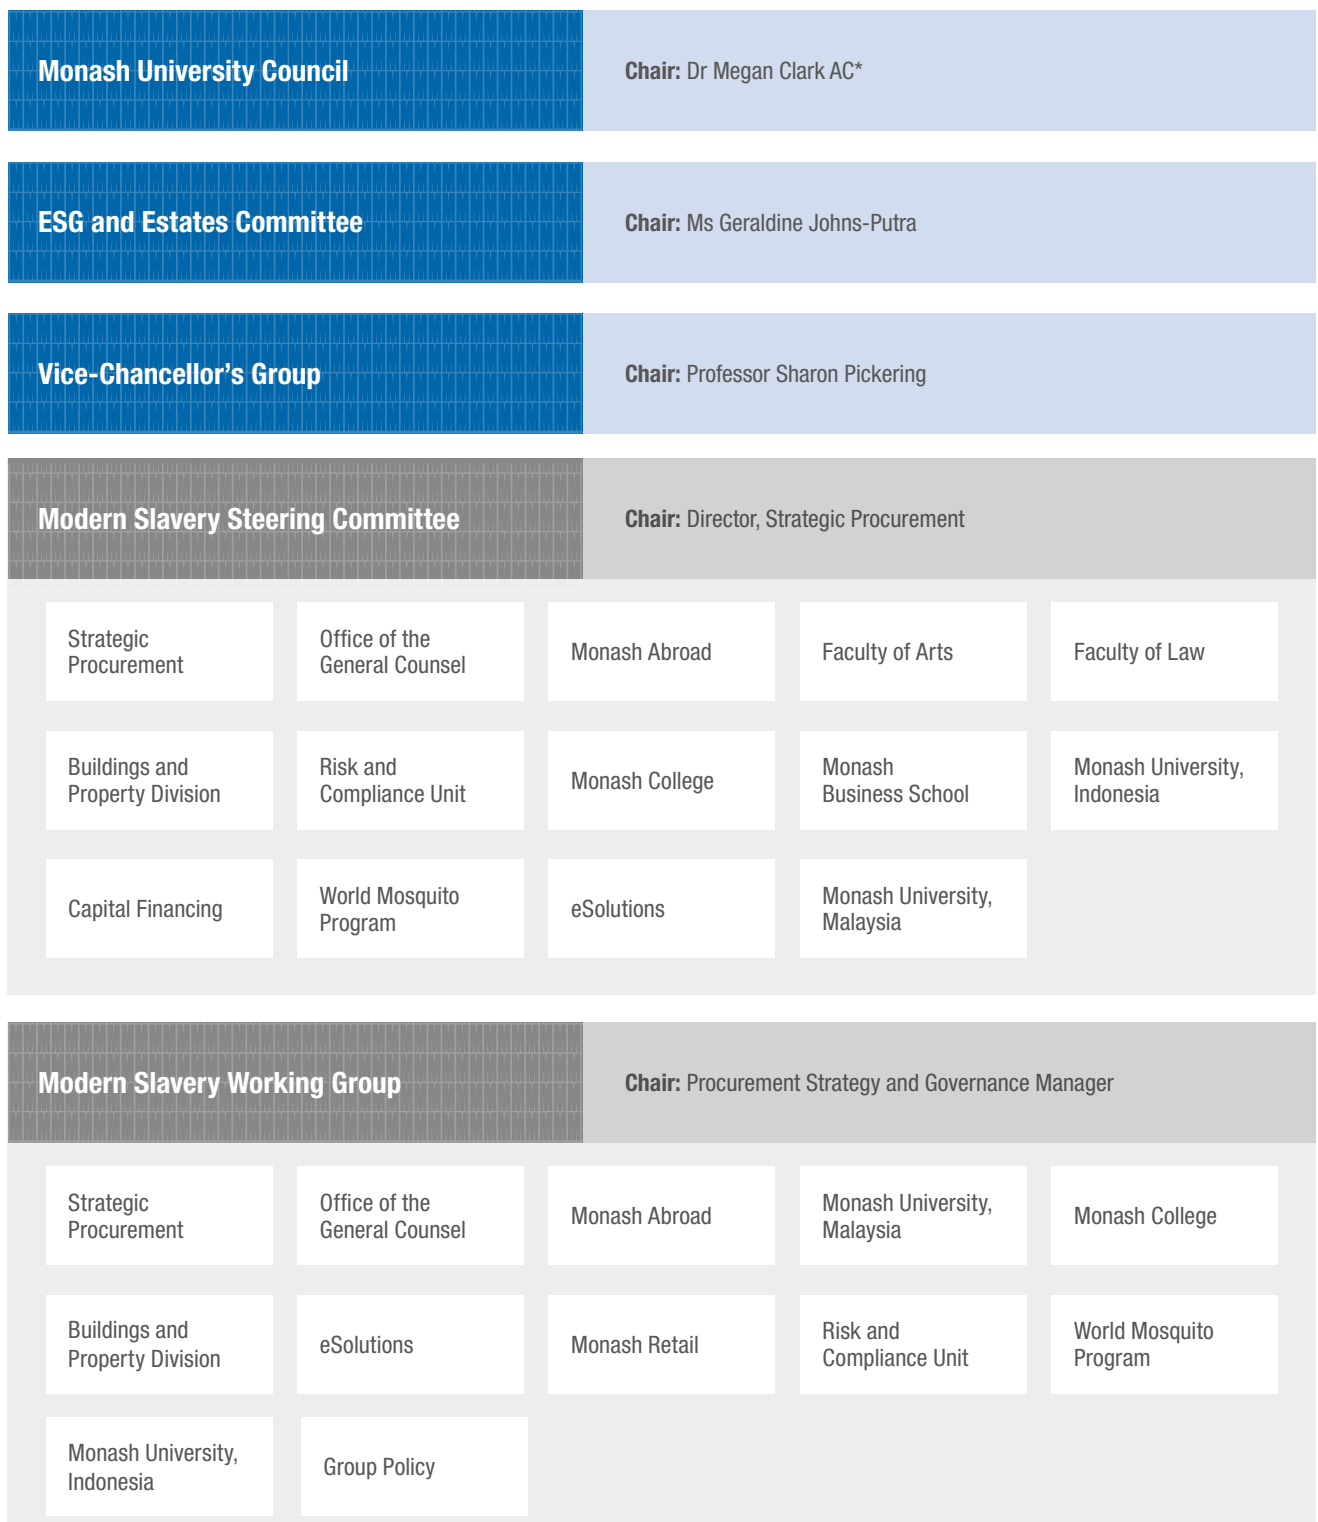 Monash University Council
Chair: Dr Megan Clark AC*
ESG and Estates Committee
Chair: Ms Geraldine Johns-Putra
Vice-Chancellor’s Group
Chair: Professor Sharon Pickering
Modern Slavery Steering Committee
Chair: Director, Strategic Procurement
Strategic
Procurement
Office of the
General Counsel
Monash Abroad
Faculty of Arts
Faculty of Law
Buildings and
Property Division
Risk and
Compliance Unit
Monash College
Monash
Business School
Monash University,
Indonesia
Capital Financing
World Mosquito
Program
eSolutions
Monash University,
Malaysia
Modern Slavery Working Group
Chair: Procurement Strategy and Governance Manager
Strategic
Procurement
Office of the
General Counsel
Monash Abroad
Monash University,
Malaysia
Monash College
Buildings and
Property Division
eSolutions
Monash Retail
Risk and
Compliance Unit
World Mosquito
Program
Monash University,
Indonesia
Group Policy